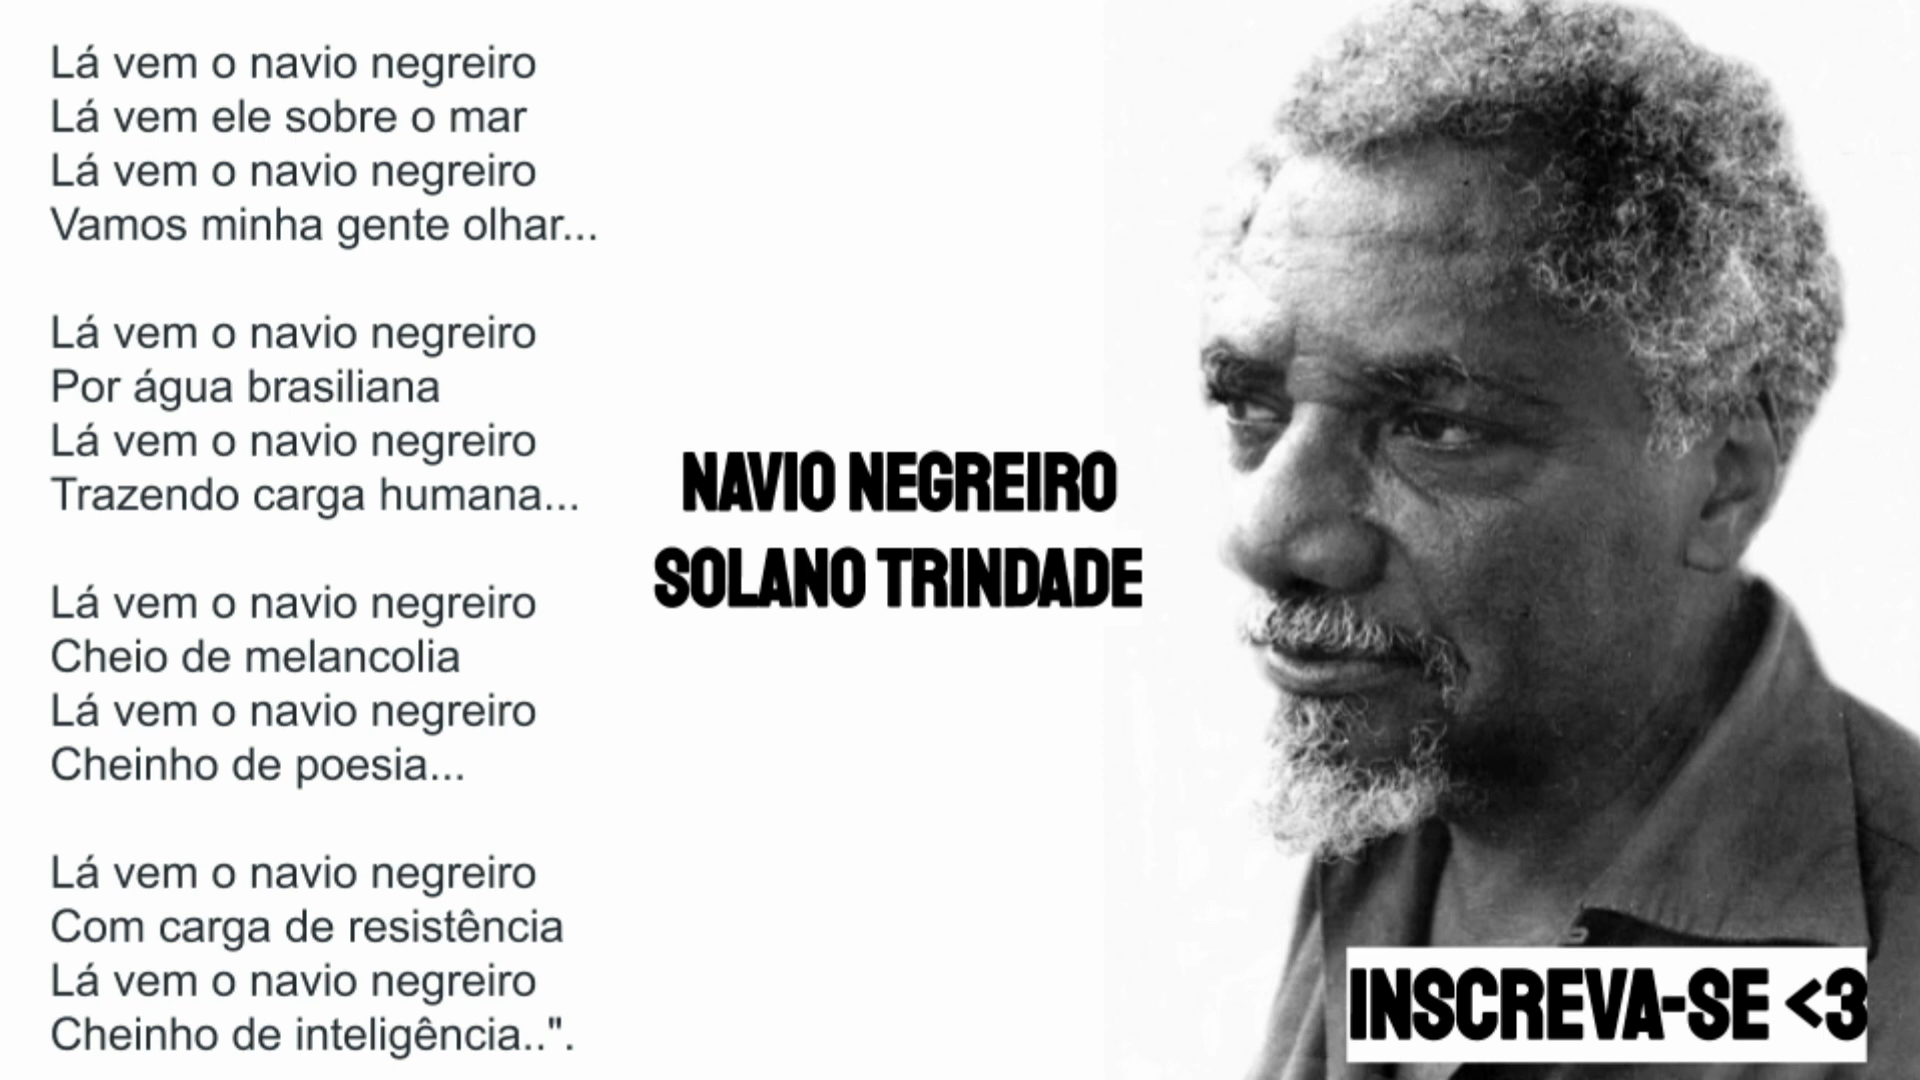 Lá vem o navio negreiro
Lá vem ele sobre o mar
Lá vem o navio negreiro
Vamos minha gente olhar...
Lá vem o navio negreiro
Por água brasiliana
Lá vem o navio negreiro
Trazendo carga humana...
Lá vem o navio negreiro
Cheio de melancolia
Lá vem o navio negreiro
Cheinho de poesia...
Lá vem o navio negreiro
Com carga de resistência
Lá vem o navio negreiro
Cheinho de inteligência..".
NAVIO NEGREIRO
SOLANO TRINDADE
INSCREVA-SE <3